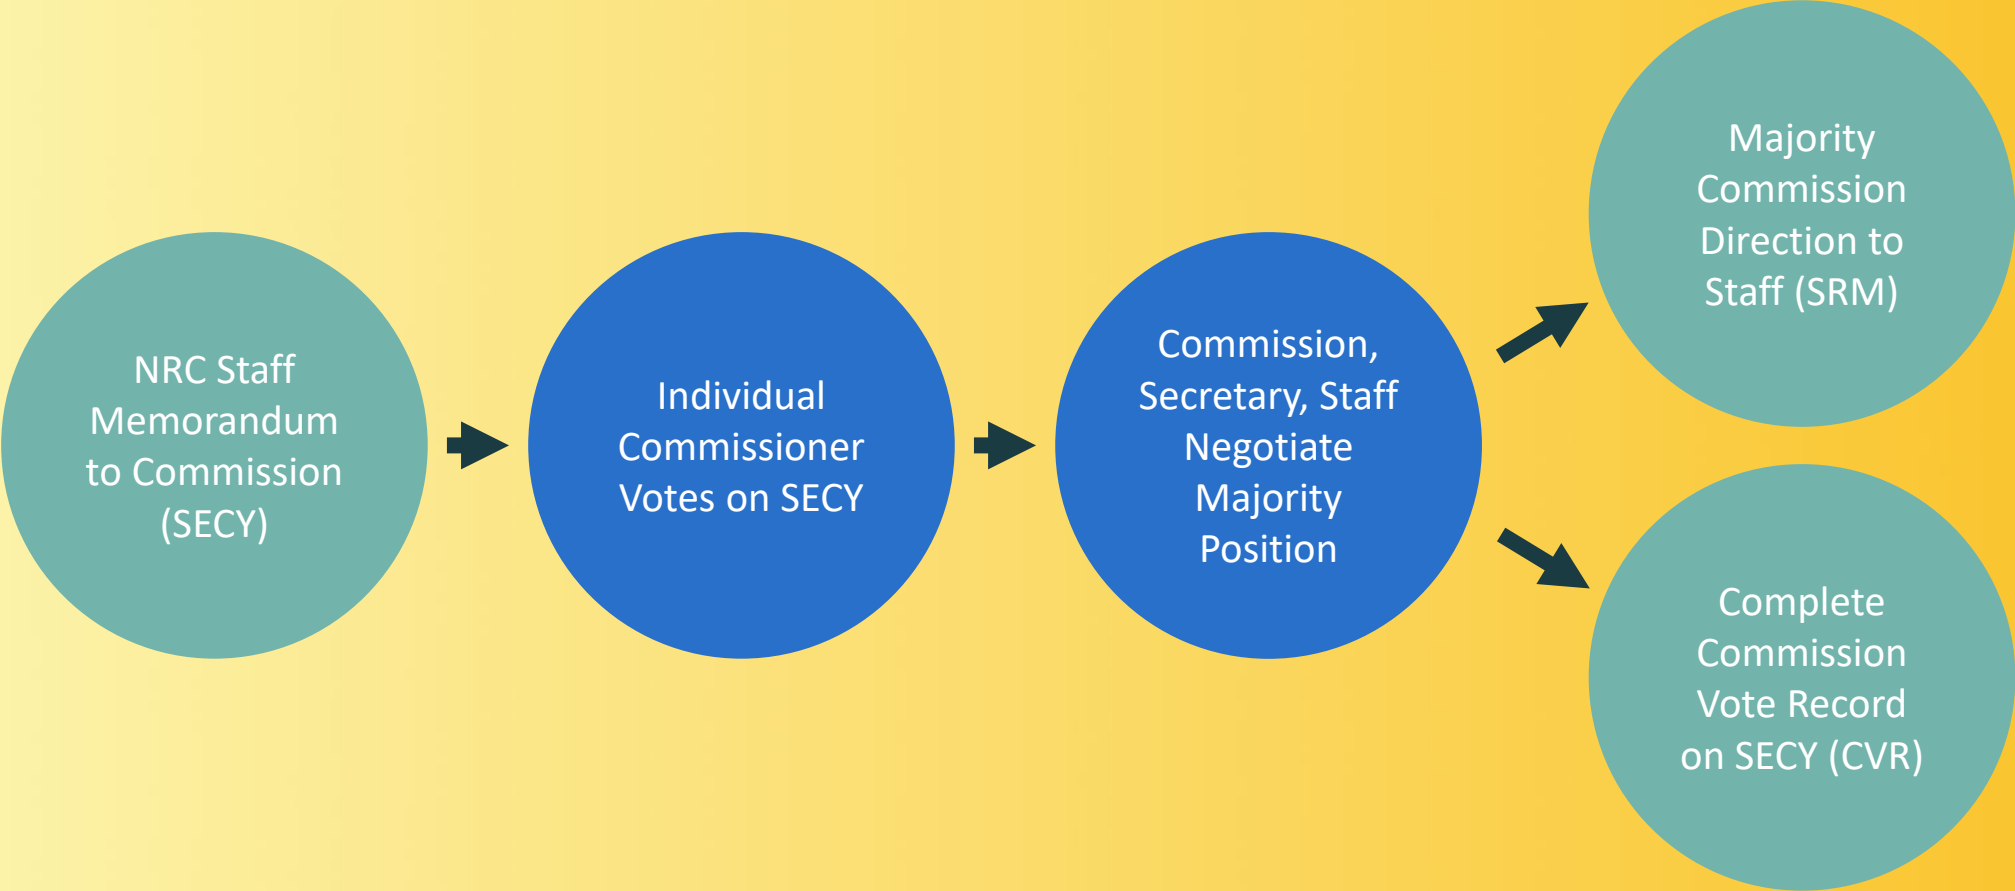 NRC Staff
Memorandum
to Commission
(SECY)
Individual
Commissioner
Votes on SECY
Commission,
Secretary, Staff
Negotiate
Majority
Position
Majority
Commission
Direction to
Staff (SRM)
Complete
Commission
Vote Record
on SECY (CVR)